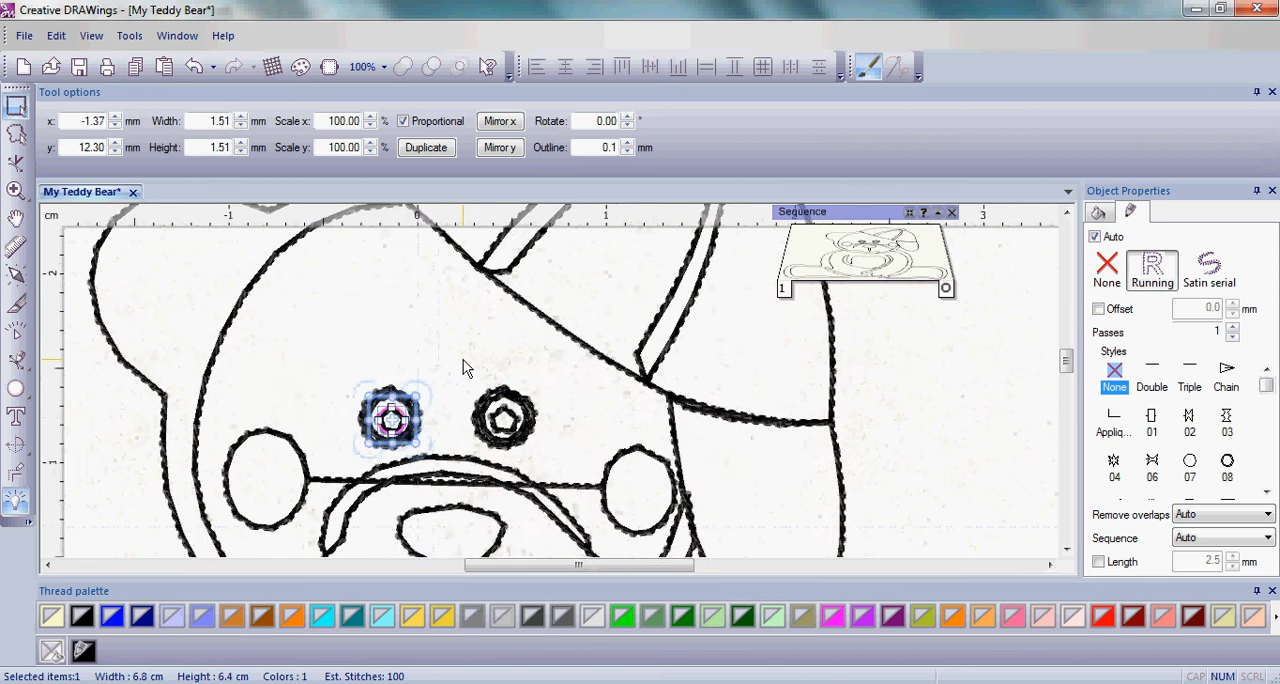 Creative DRAWings - [My Teddy Bear*]
File Edit View Tools Window Help
100%
Tool options
x: -1.37 mm Width: 1.51 mm Scale x: 100.00 % Proportional Mirror x Rotate: 0.00 °
y: 12.30 mm Height: 1.51 mm Scale y: 100.00 % Duplicate Mirror y Outline: 0.1 mm
My Teddy Bear*
cm -1 0 1 3
Sequence
1
2
1
Object Properties
Auto
None Running Satin serial
Offset 0.0 mm
Passes 1
Styles
None Double Triple Chain
Appliq... 01 02 03
04 06 07 08
Remove overlaps Auto
Sequence Auto
Length 2.5 mm
Thread palette
Selected items:1 Width : 6.8 cm Height : 6.4 cm Colors : 1 Est. Stitches: 100 CAP NUM SCRL